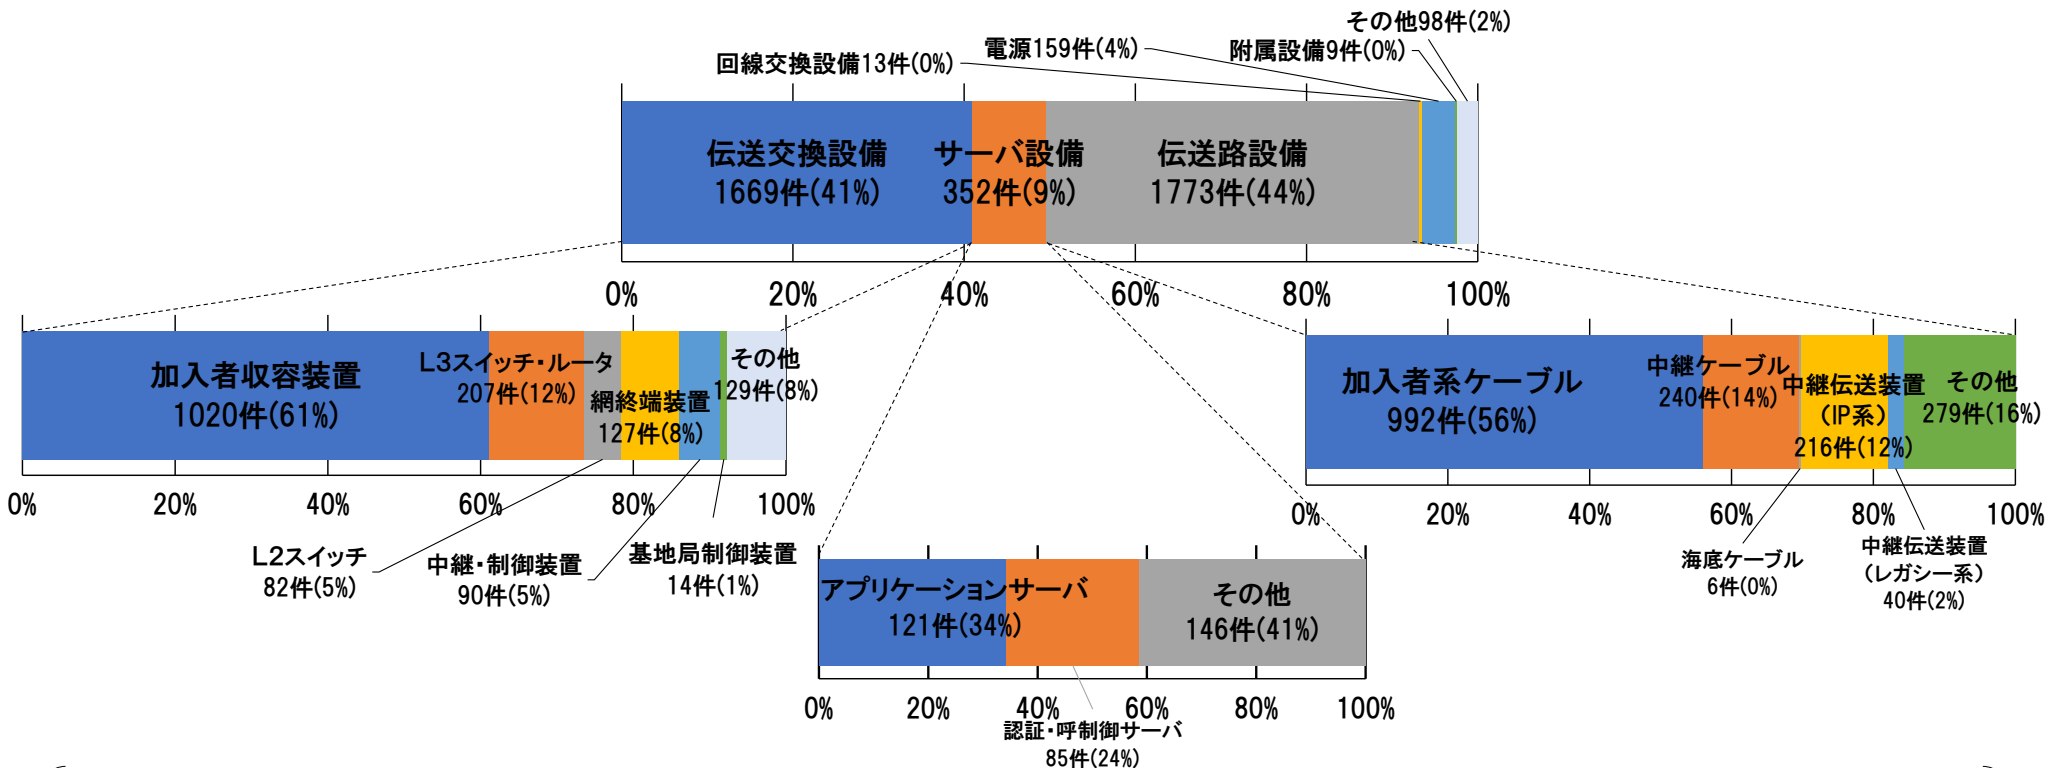 その他98件(2%)
電源159件(4%)
附属設備9件(0%)
回線交換設備13件(0%)
伝送交換設備
1669件(41%)
サーバ設備
352件(9%)
伝送路設備
1773件(44%)
0%
20%
40%
60%
80%
100%
加入者収容装置
1020件(61%)
L3スイッチ・ルータ
207件(12%)
網終端装置
127件(8%)
その他
129件(8%)
0%
20%
40%
60%
80%
100%
L2スイッチ
82件(5%)
中継・制御装置
90件(5%)
基地局制御装置
14件(1%)
加入者系ケーブル
992件(56%)
中継ケーブル
240件(14%)
中継伝送装置
(IP系)
216件(12%)
その他
279件(16%)
0%
20%
40%
60%
80%
100%
海底ケーブル
6件(0%)
中継伝送装置
(レガシー系)
40件(2%)
アプリケーションサーバ
121件(34%)
その他
146件(41%)
0%
20%
40%
60%
80%
100%
認証・呼制御サーバ
85件(24%)